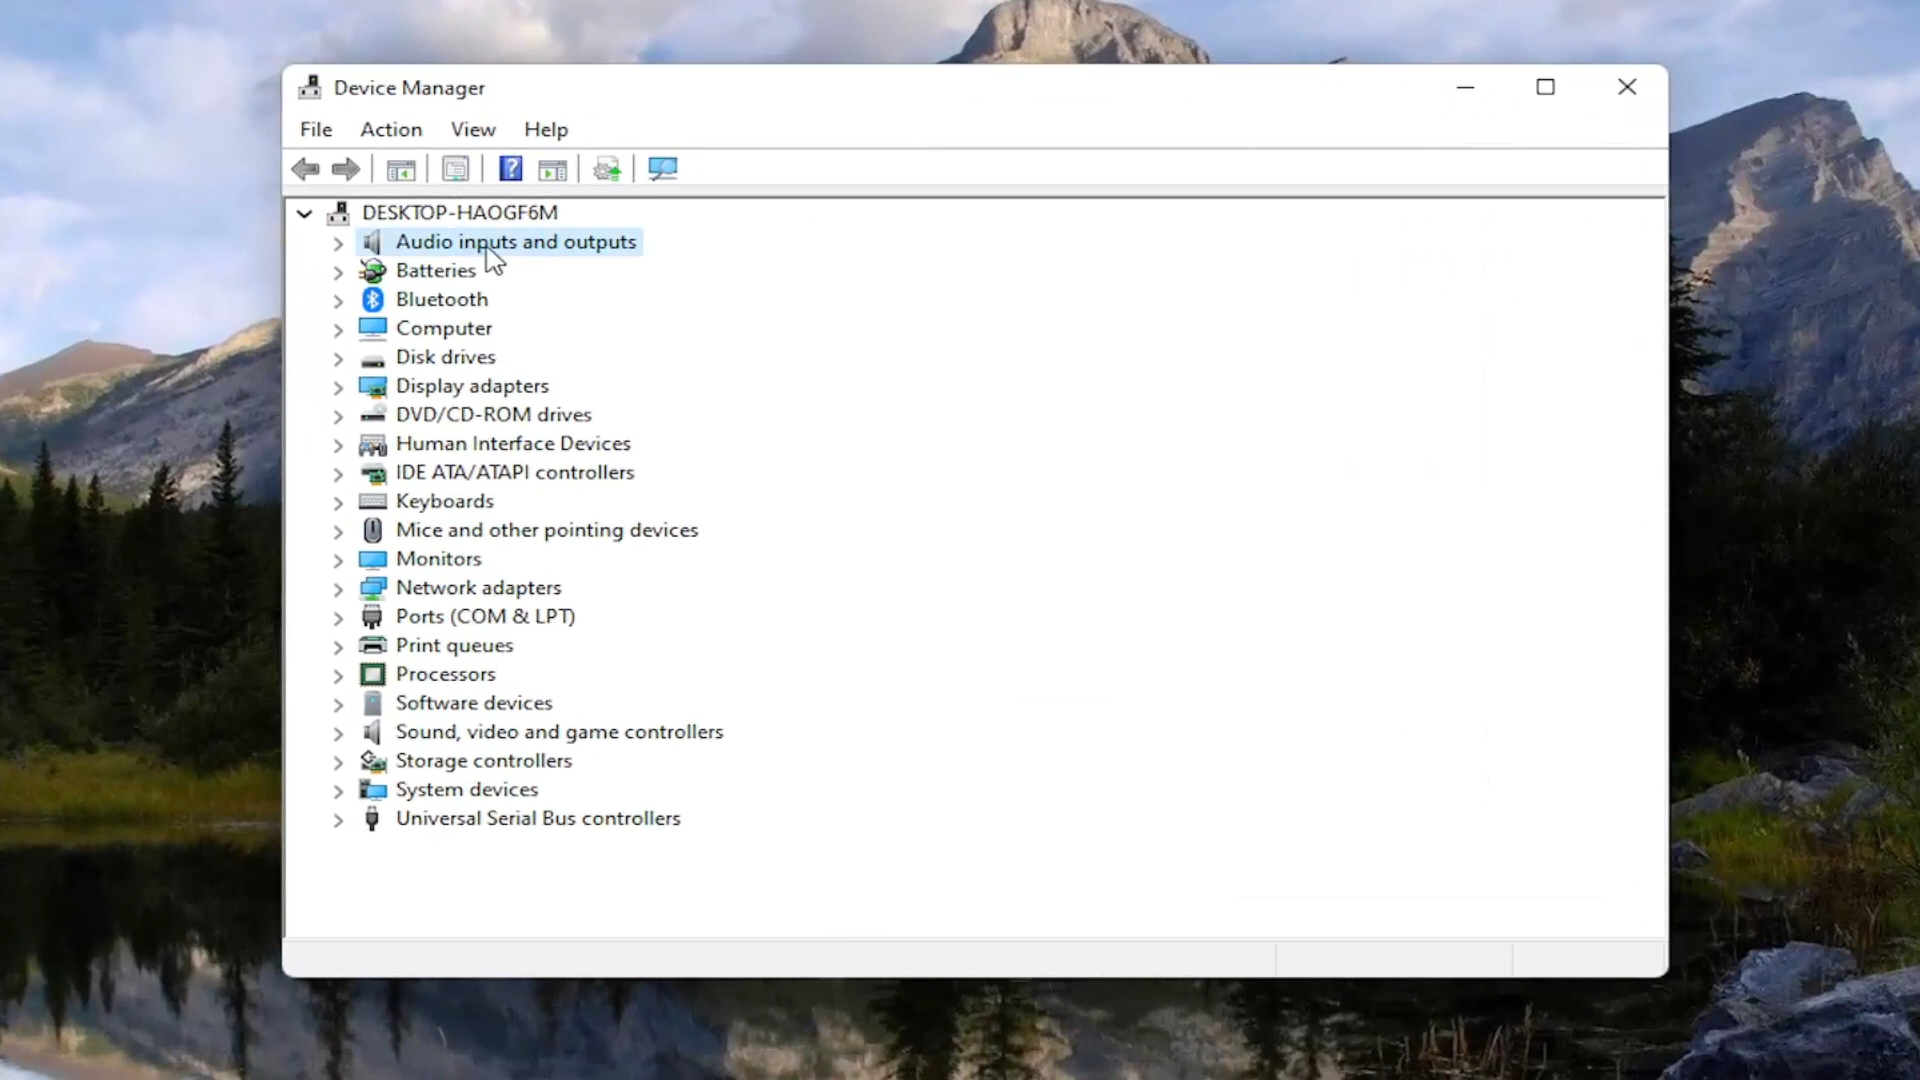 Device Manager
File Action View Help
DESKTOP-HAOGF6M
Audio inputs and outputs
Batteries
Bluetooth
Computer
Disk drives
Display adapters
DVD/CD-ROM drives
Human Interface Devices
IDE ATA/ATAPI controllers
Keyboards
Mice and other pointing devices
Monitors
Network adapters
Ports (COM & LPT)
Print queues
Processors
Software devices
Sound, video and game controllers
Storage controllers
System devices
Universal Serial Bus controllers